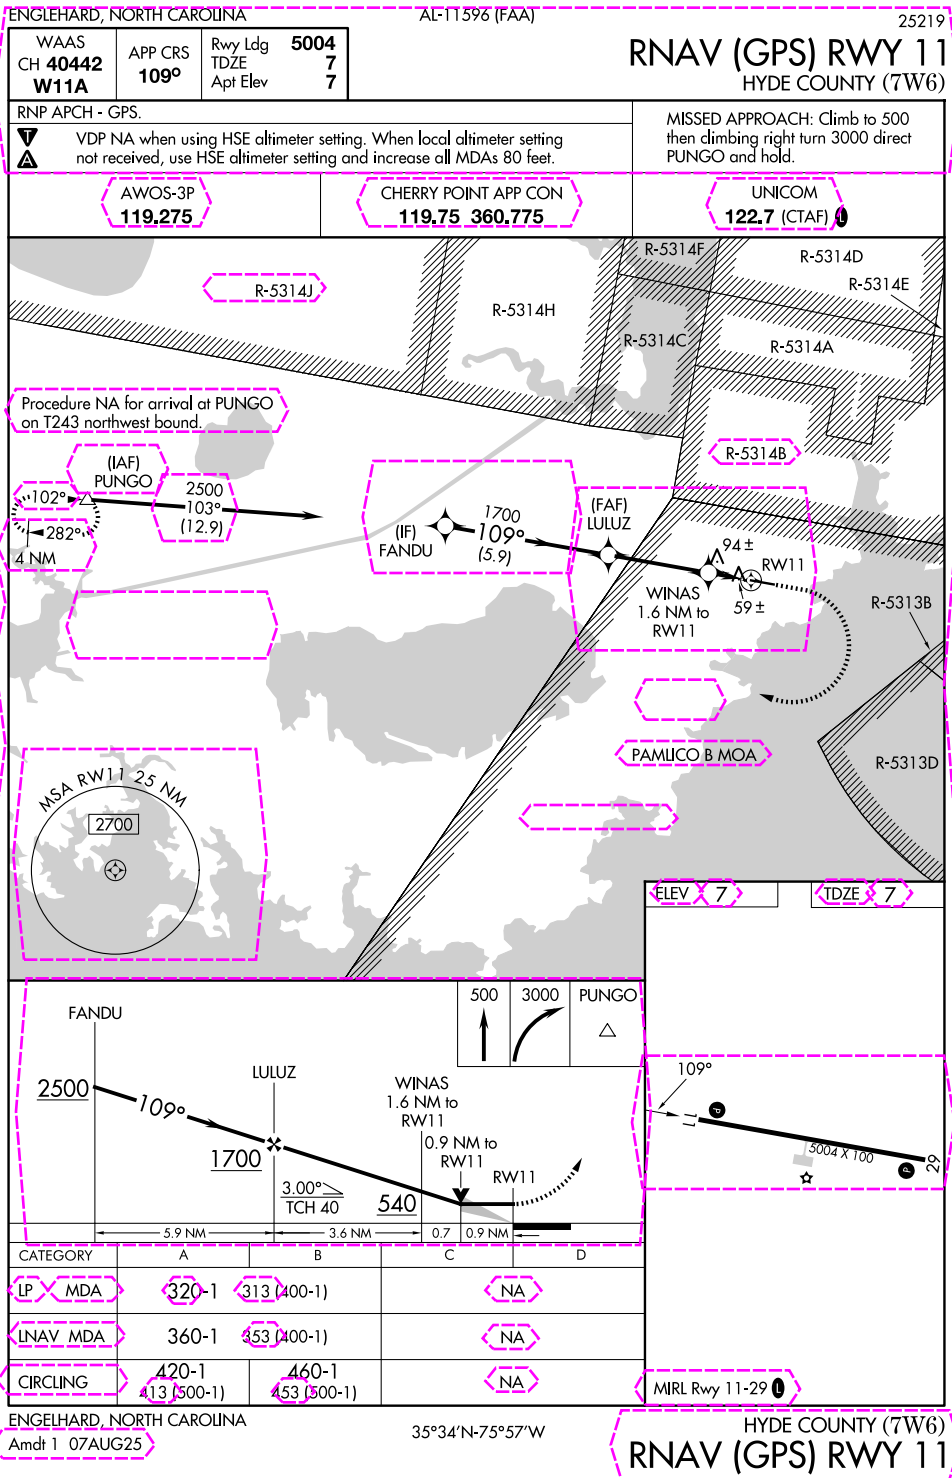 ENGLEHARD, NORTH CAROLINA
AL-11596 (FAA)
25219
WAAS
CH 40442
W11A
APP CRS
109°
Rwy Ldg 5004
TDZE 7
Apt Elev 7
RNAV (GPS) RWY 11
HYDE COUNTY (7W6)
RNP APCH - GPS.
T
A
VDP NA when using HSE altimeter setting. When local altimeter setting
not received, use HSE altimeter setting and increase all MDAs 80 feet.
MISSED APPROACH: Climb to 500
then climbing right turn 3000 direct
PUNGO and hold.
AWOS-3P
119.275
CHERRY POINT APP CON
119.75 360.775
UNICOM
122.7 (CTAF) L
R-5314F
R-5314D
R-5314E
R-5314J
R-5314H
R-5314C
R-5314A
Procedure NA for arrival at PUNGO
on T243 northwest bound.
R-5314B
(IAF)
PUNGO
102°
282°
4 NM
2500
103°
(12.9)
(IF)
FANDU
1700
109°
(5.9)
(FAF)
LULUZ
94 ±
RW11
WINAS
1.6 NM to
RW11
59 ±
R-5313B
PAMLICO B MOA
R-5313D
MSA RW11 25 NM
2700
ELEV 7
TDZE 7
FANDU
500
3000
PUNGO
LULUZ
WINAS
1.6 NM to
RW11
2500
109°
0.9 NM to
RW11
RW11
1700
3.00°
TCH 40
540
5.9 NM
3.6 NM
0.7
0.9 NM
109°
11
P
5004 X 100
P
29
CATEGORY A B C D
LP MDA 320-1 313 (400-1) NA
LNAV MDA 360-1 353 (400-1) NA
CIRCLING 420-1 460-1 NA
413 (500-1) 453 (500-1)
MIRL Rwy 11-29 L
ENGELHARD, NORTH CAROLINA
Amdt 1 07AUG25
35°34'N-75°57'W
HYDE COUNTY (7W6)
RNAV (GPS) RWY 11